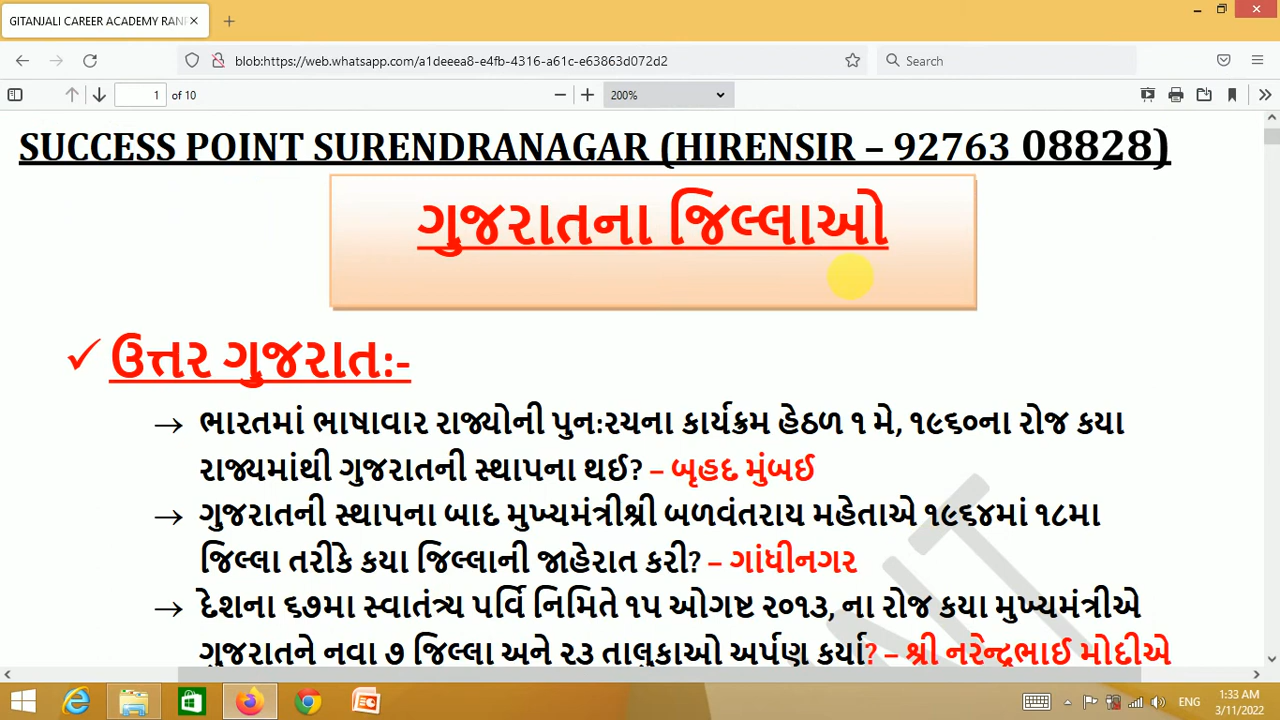 GITANJALI CAREER ACADEMY RAN
blob:https://web.whatsapp.com/a1deeea8-e4fb-4316-a61c-e63863d072d2
Search
1 of 10
200%
SUCCESS POINT SURENDRANAGAR (HIRENSIR – 92763 08828)
ગુજરાતના જિલ્લાઓ
✓ ઉત્તર ગુજરાત:-
→ ભારતમાં ભાષાવાર રાજ્યોની પુન:રચના કાર્યક્રમ હેઠળ ૧ મે, ૧૯૬૦ના રોજ કયા
રાજ્યમાંથી ગુજરાતની સ્થાપના થઈ? – બૃહદ મુંબઈ
→ ગુજરાતની સ્થાપના બાદ મુખ્યમંત્રીશ્રી બળવંતરાય મહેતાએ ૧૯૬૪માં ૧૮મા
જિલ્લા તરીકે કયા જિલ્લાની જાહેરાત કરી? – ગાંધીનગર
→ દેશના ૬૭મા સ્વાતંત્ર્ય પર્વ નિમિતે ૧૫ ઓગષ્ટ ૨૦૧૩, ના રોજ કયા મુખ્યમંત્રીએ
ગુજરાતને નવા ૭ જિલ્લા અને ૨૩ તાલુકાઓ અર્પણ કર્યા? – શ્રી નરેન્દ્રભાઈ મોદીએ
ENG
1:33 AM
3/11/2022